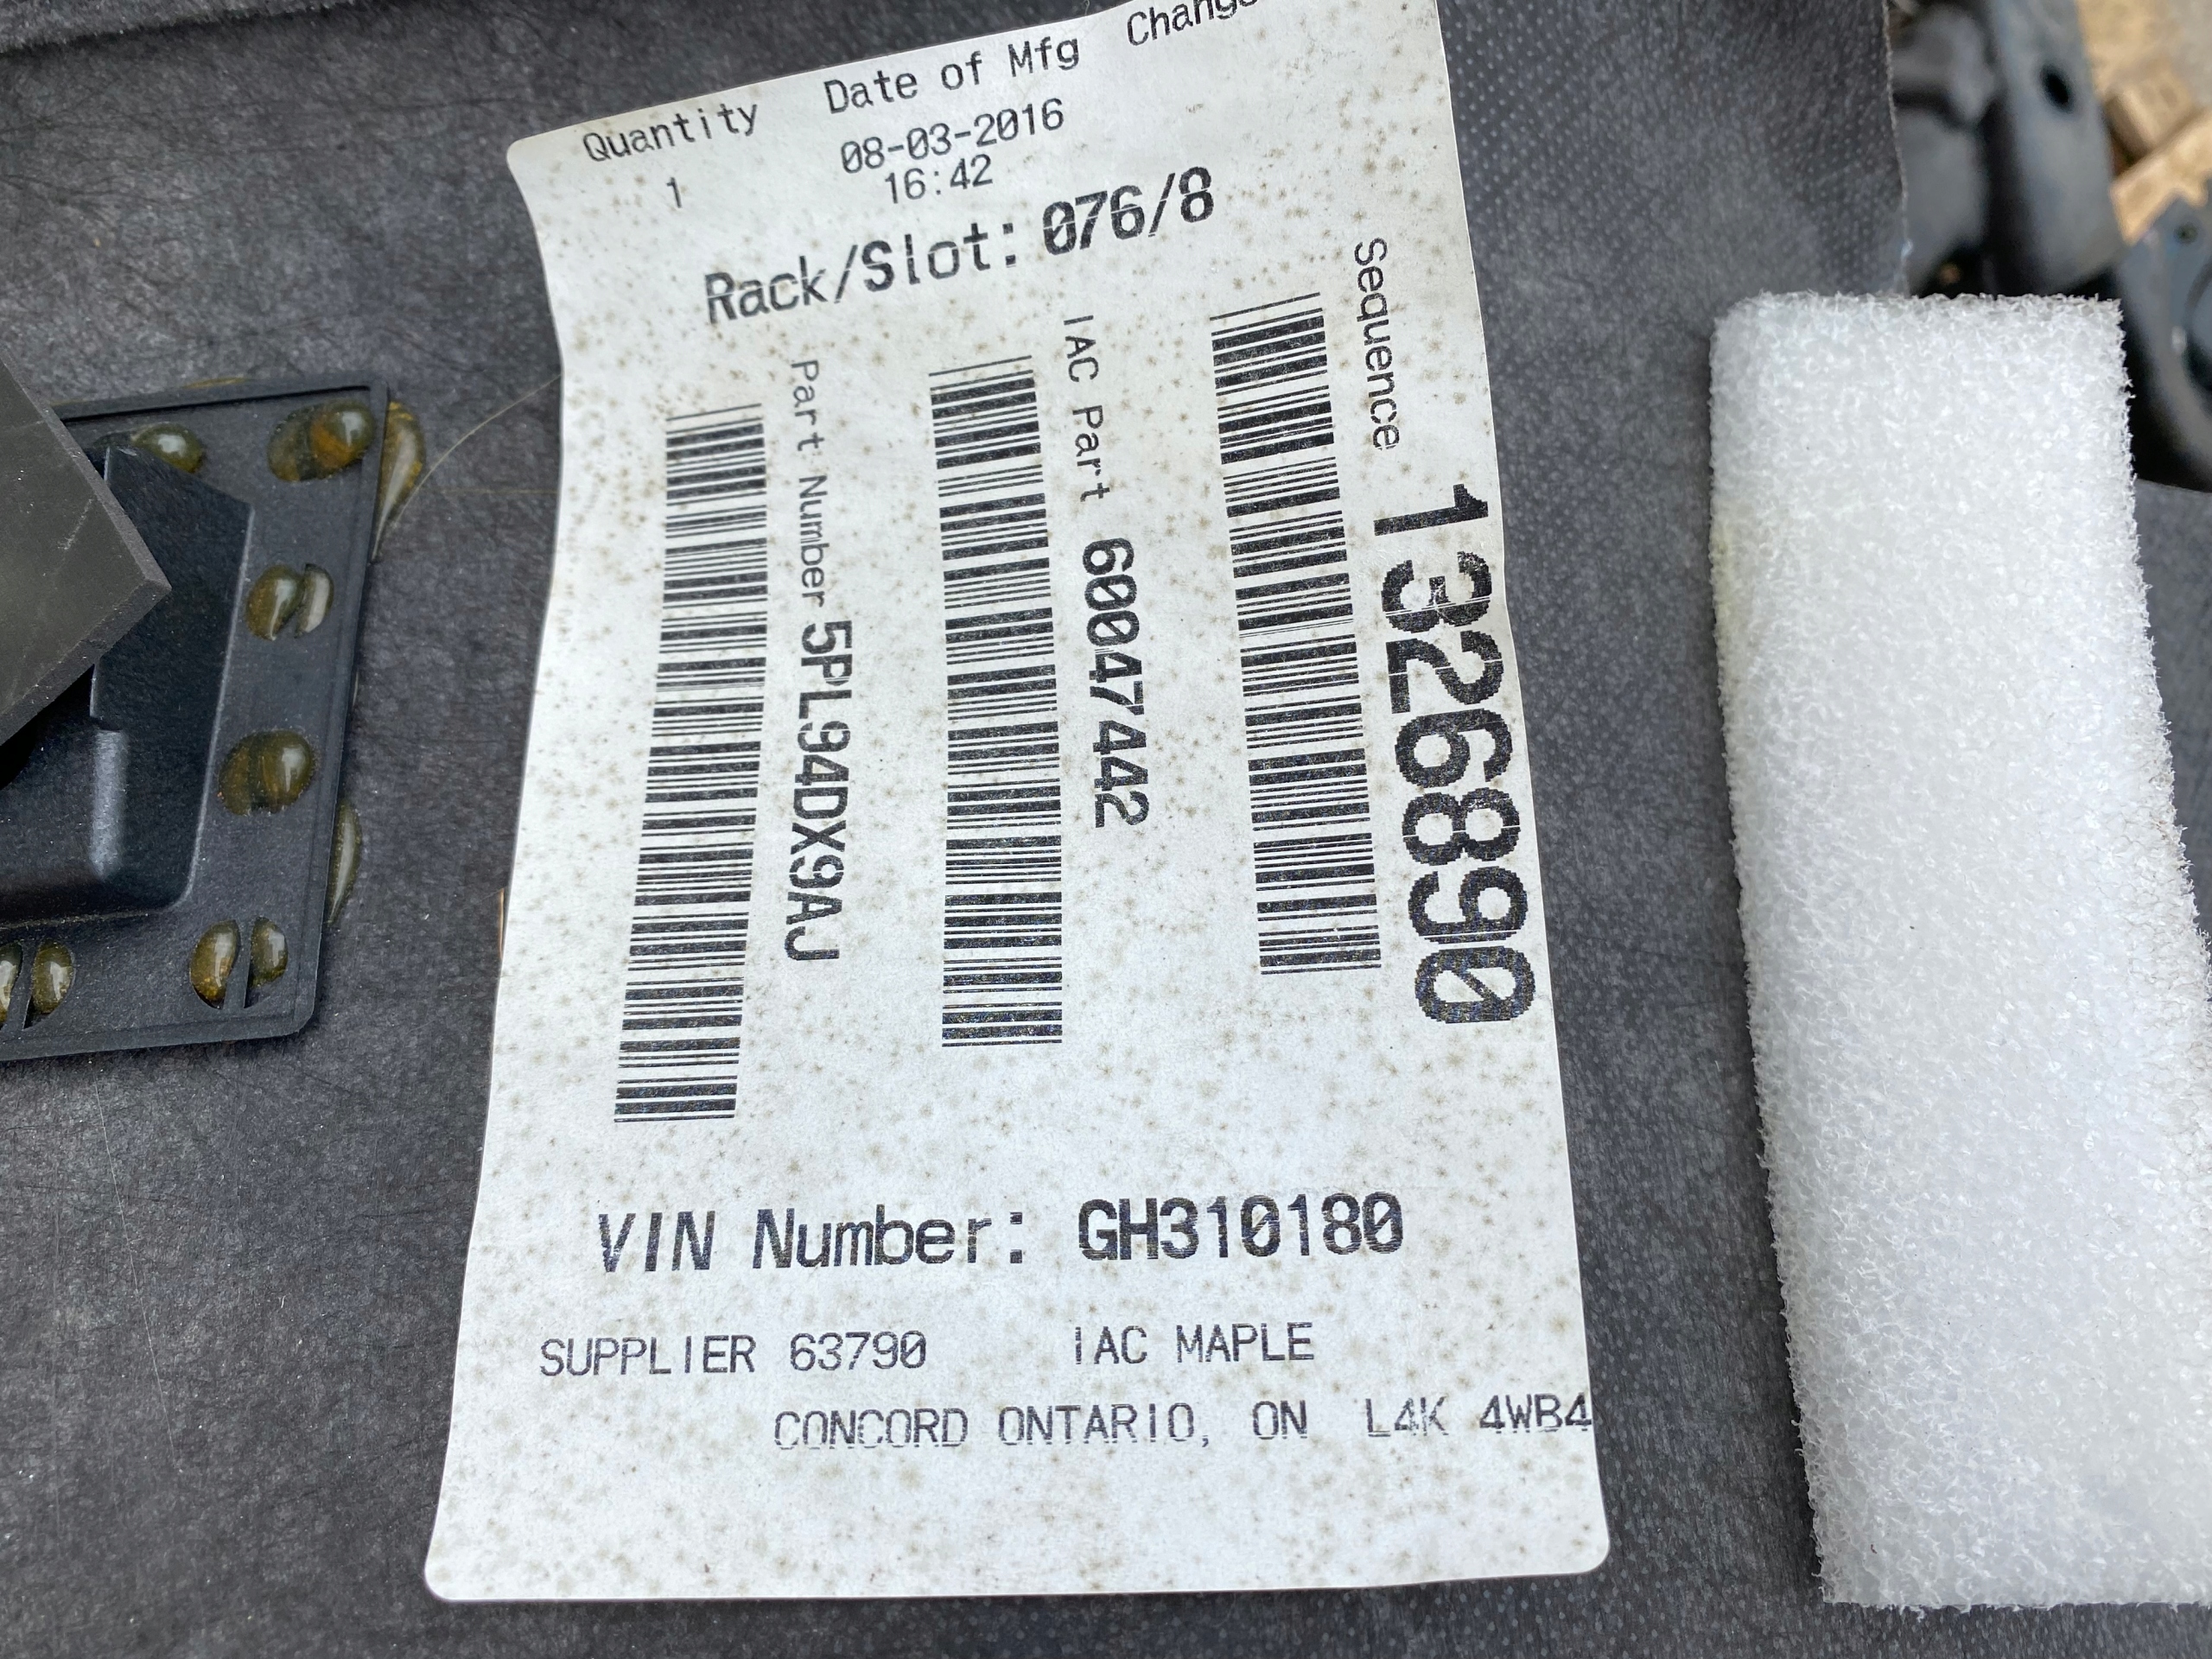 Quantity Date of Mfg Change
1 08-03-2016
16:42
Rack/Slot: 076/8
Sequence 1326890
IAC Part 60047442
Part Number 5PL94DX9AJ
VIN Number: GH310180
SUPPLIER 63790 IAC MAPLE
CONCORD ONTARIO, ON L4K 4WB4